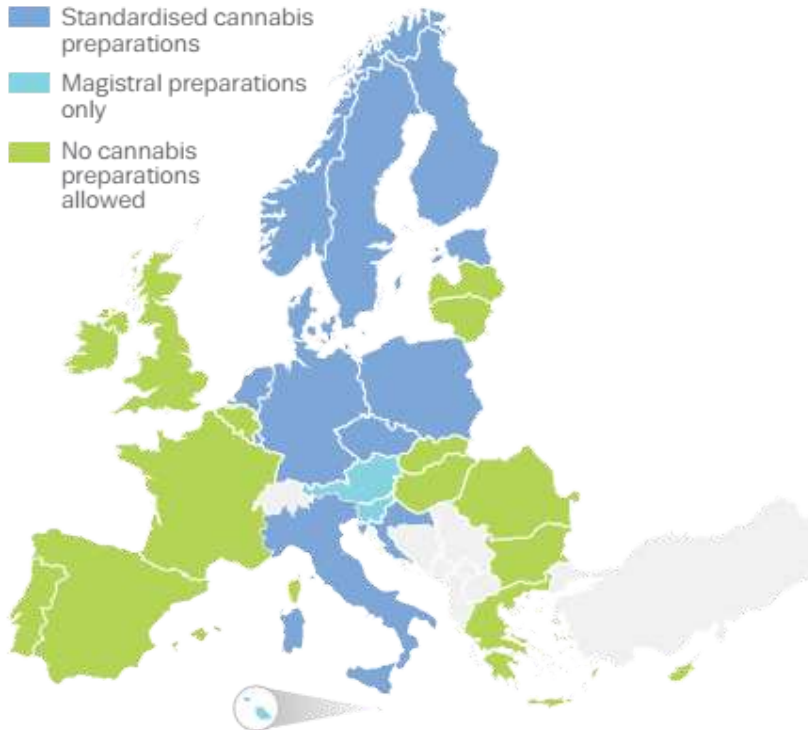 Standardised cannabis
preparations
Magistral preparations
only
No cannabis
preparations
allowed